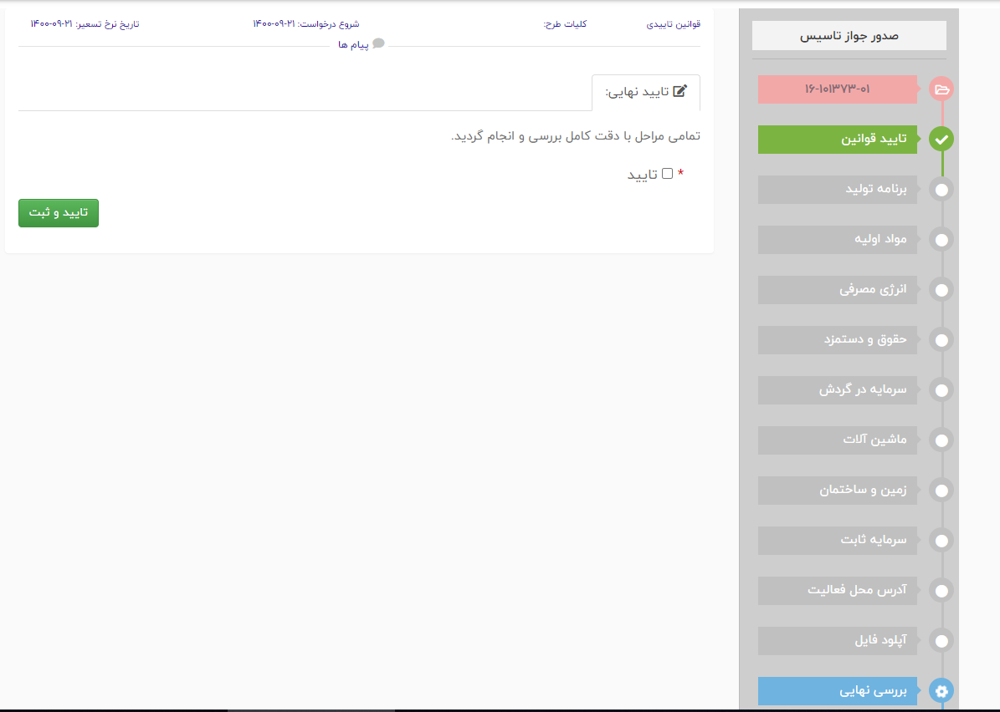 صدور جواز تاسیس
۱۶-۱۰۱۳۷۳-۰۱
تایید قوانین
برنامه تولید
مواد اولیه
انرژی مصرفی
حقوق و دستمزد
سرمایه در گردش
ماشین آلات
زمین و ساختمان
سرمایه ثابت
آدرس محل فعالیت
آپلود فایل
بررسی نهایی
قوانین تاییدی
کلیات طرح:
شروع درخواست: ۱۴۰۰-۰۹-۲۱
تاریخ نرخ تسعیر: ۱۴۰۰-۰۹-۲۱
پیام ها
تایید نهایی:
تمامی مراحل با دقت کامل بررسی و انجام گردید.
* تایید
تایید و ثبت